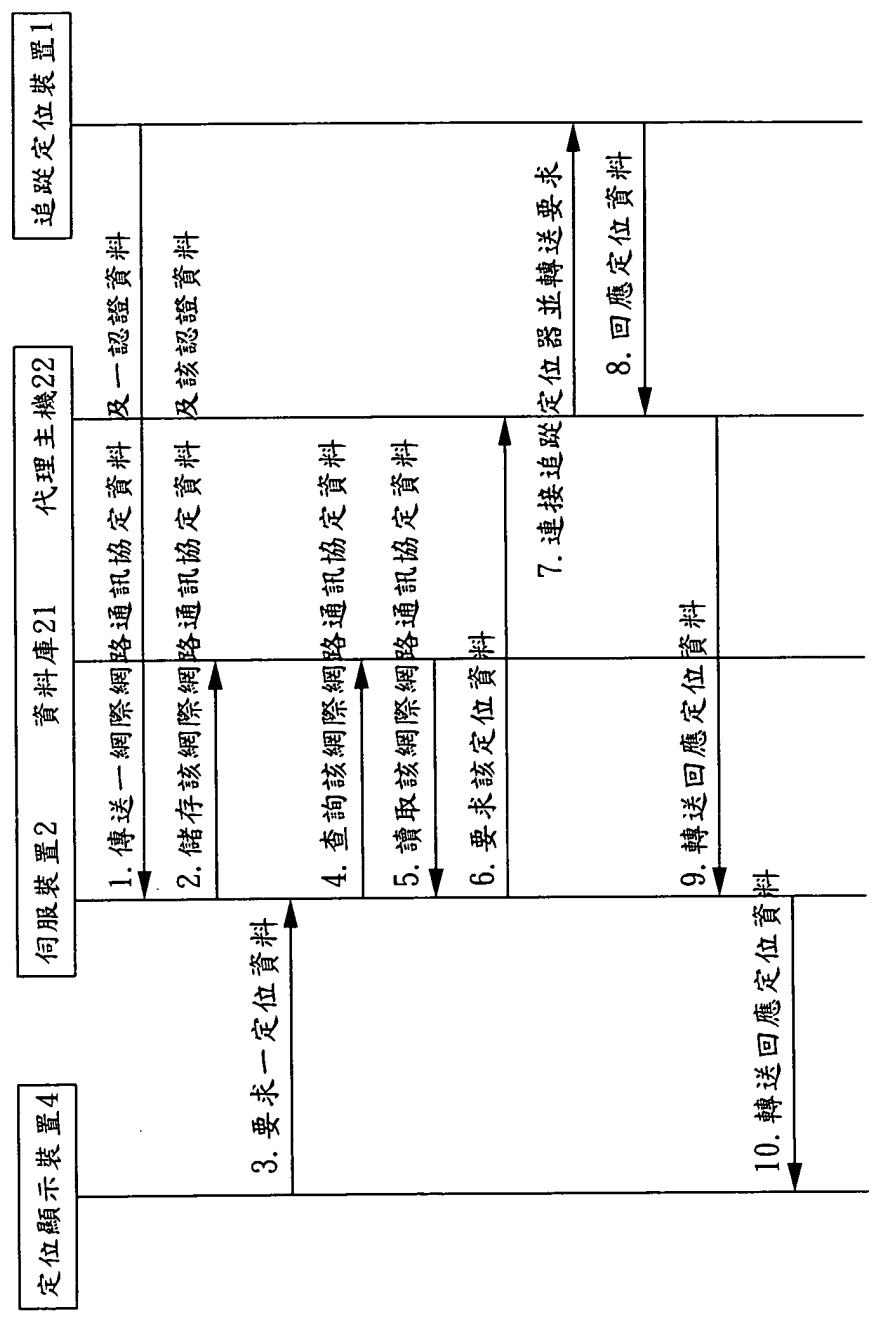 定位顯示裝置4
伺服裝置2 資料庫21 代理主機22
追蹤定位裝置1
1.傳送一網際網路通訊協定資料 及一認證資料
2.儲存該網際網路通訊協定資料 及該認證資料
3.要求一定位資料
4.查詢該網際網路通訊協定資料
5.讀取該網際網路通訊協定資料
6.要求該定位資料
7.連接追蹤定位器並轉送要求
8.回應定位資料
9.轉送回應定位資料
10.轉送回應定位資料